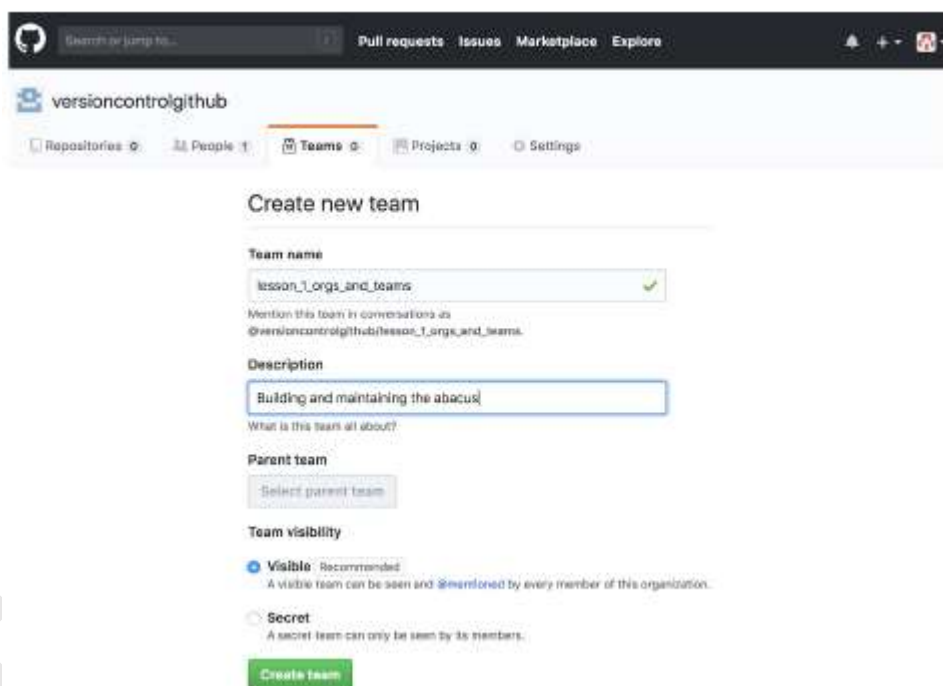 Search or jump to...
Pull requests Issues Marketplace Explore
versioncontrolgithub
Repositories 0 People 1 Teams 0 Projects 0 Settings
Create new team
Team name
lesson_1_orgs_and_teams
Mention this team in conversations as
@versioncontrolgithub/lesson_1_orgs_and_teams.
Description
Building and maintaining the abacus
What is this team all about?
Parent team
Select parent team
Team visibility
Visible Recommended
A visible team can be seen and @mentioned by every member of this organization.
Secret
A secret team can only be seen by its members.
Create team